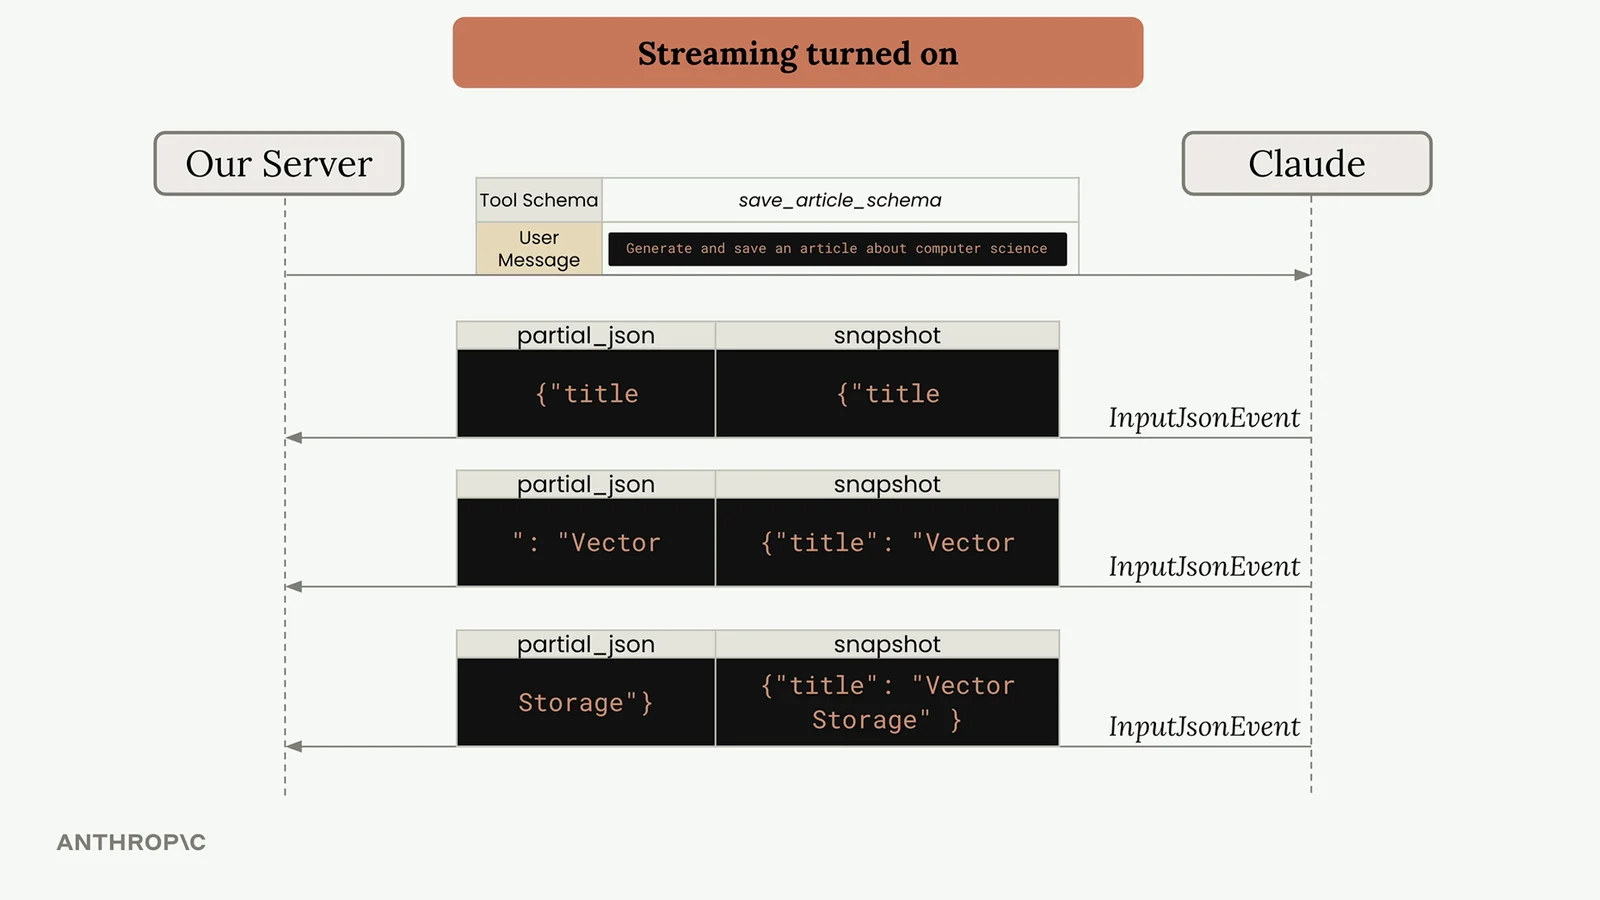 Streaming turned on
Our Server
Claude
Tool Schema
save_article_schema
User
Message
Generate and save an article about computer science
partial_json
snapshot
{"title
{"title
InputJsonEvent
partial_json
snapshot
": "Vector
{"title": "Vector
InputJsonEvent
partial_json
snapshot
Storage"}
{"title": "Vector
Storage" }
InputJsonEvent
ANTHROP\C